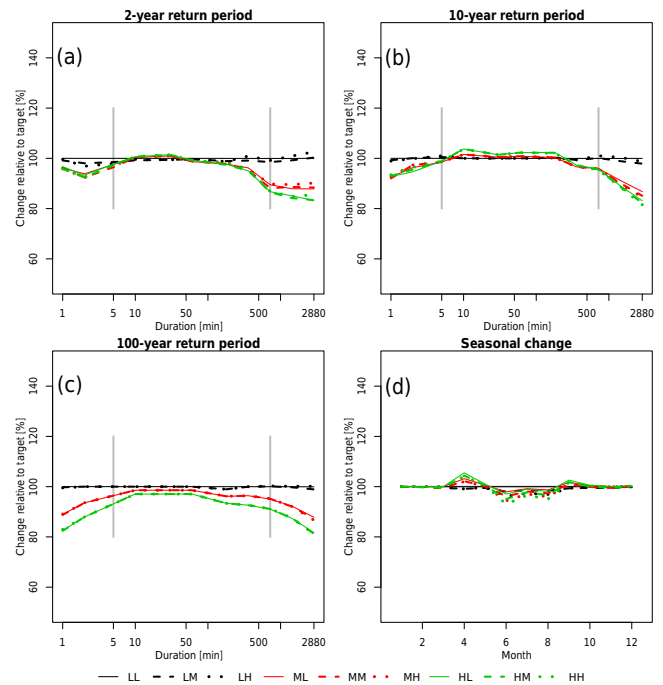 2-year return period
(a)
Change relative to target [%]
60 80 100 120 140
1 5 10 50 500 2880
Duration [min]
10-year return period
(b)
Change relative to target [%]
60 80 100 120 140
1 5 10 50 500 2880
Duration [min]
100-year return period
(c)
Change relative to target [%]
60 80 100 120 140
1 5 10 50 500 2880
Duration [min]
Seasonal change
(d)
Change relative to target [%]
60 80 100 120 140
2 4 6 8 10 12
Month
LL LM LH ML MM MH HL HM HH